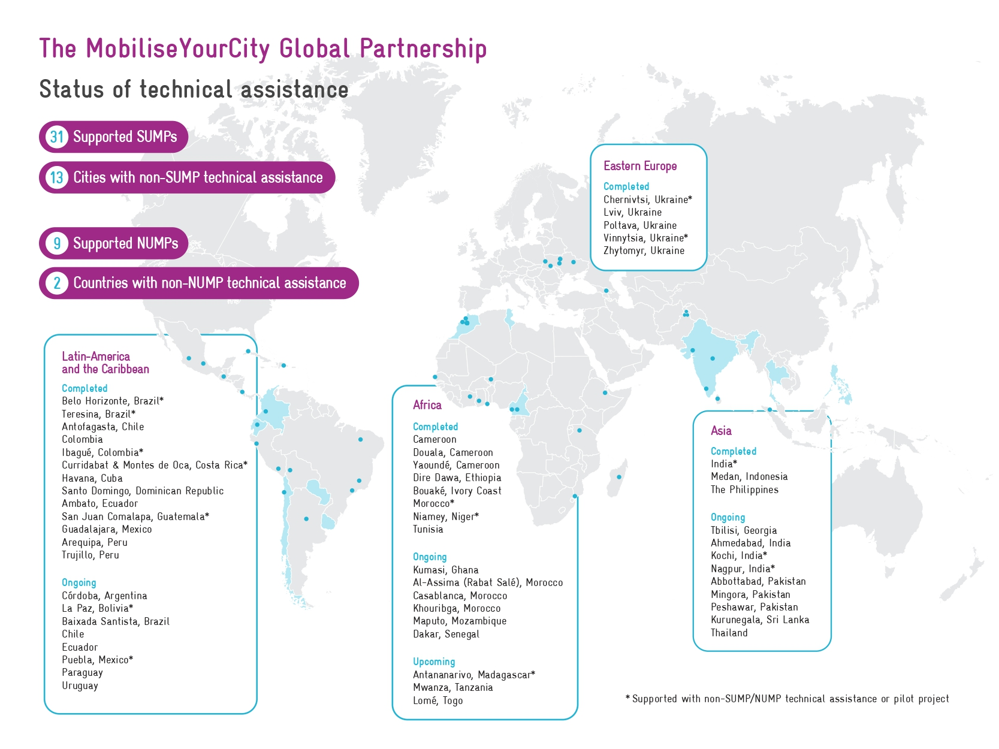 The MobiliseYourCity Global Partnership
Status of technical assistance
31 Supported SUMPs
13 Cities with non-SUMP technical assistance
9 Supported NUMPs
2 Countries with non-NUMP technical assistance
Eastern Europe
Completed
Chernivtsi, Ukraine*
Lviv, Ukraine
Poltava, Ukraine
Vinnytsia, Ukraine*
Zhytomyr, Ukraine
Latin-America
and the Caribbean
Completed
Belo Horizonte, Brazil*
Teresina, Brazil*
Antofagasta, Chile
Colombia
Ibagué, Colombia*
Curridabat & Montes de Oca, Costa Rica*
Havana, Cuba
Santo Domingo, Dominican Republic
Ambato, Ecuador
San Juan Comalapa, Guatemala*
Guadalajara, Mexico
Arequipa, Peru
Trujillo, Peru
Ongoing
Córdoba, Argentina
La Paz, Bolivia*
Baixada Santista, Brazil
Chile
Ecuador
Puebla, Mexico*
Paraguay
Uruguay
Africa
Completed
Cameroon
Douala, Cameroon
Yaoundé, Cameroon
Dire Dawa, Ethiopia
Bouaké, Ivory Coast
Morocco*
Niamey, Niger*
Tunisia
Ongoing
Kumasi, Ghana
Al-Assima (Rabat Salé), Morocco
Casablanca, Morocco
Khouribga, Morocco
Maputo, Mozambique
Dakar, Senegal
Upcoming
Antananarivo, Madagascar*
Mwanza, Tanzania
Lomé, Togo
Asia
Completed
India*
Medan, Indonesia
The Philippines
Ongoing
Tbilisi, Georgia
Ahmedabad, India
Kochi, India*
Nagpur, India*
Abbottabad, Pakistan
Mingora, Pakistan
Peshawar, Pakistan
Kurunegala, Sri Lanka
Thailand
* Supported with non-SUMP/NUMP technical assistance or pilot project